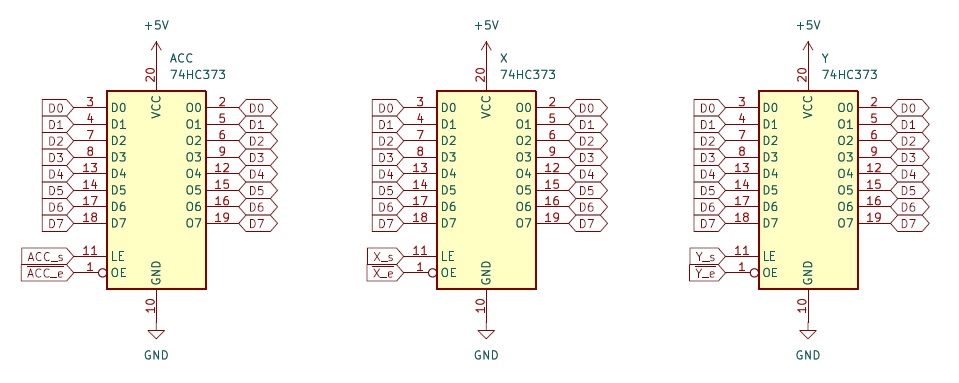 +5V +5V +5V
ACC X Y
74HC373 74HC373 74HC373
20 20 20
VCC VCC VCC
D0 3 D0 O0 2 D0 D0 3 D0 O0 2 D0 D0 3 D0 O0 2 D0
D1 4 D1 O1 5 D1 D1 4 D1 O1 5 D1 D1 4 D1 O1 5 D1
D2 7 D2 O2 6 D2 D2 7 D2 O2 6 D2 D2 7 D2 O2 6 D2
D3 8 D3 O3 9 D3 D3 8 D3 O3 9 D3 D3 8 D3 O3 9 D3
D4 13 D4 O4 12 D4 D4 13 D4 O4 12 D4 D4 13 D4 O4 12 D4
D5 14 D5 O5 15 D5 D5 14 D5 O5 15 D5 D5 14 D5 O5 15 D5
D6 17 D6 O6 16 D6 D6 17 D6 O6 16 D6 D6 17 D6 O6 16 D6
D7 18 D7 O7 19 D7 D7 18 D7 O7 19 D7 D7 18 D7 O7 19 D7
ACC_s 11 LE X_s 11 LE Y_s 11 LE
ACC_e 1 OE X_e 1 OE Y_e 1 OE
GND GND GND
10 10 10
GND GND GND